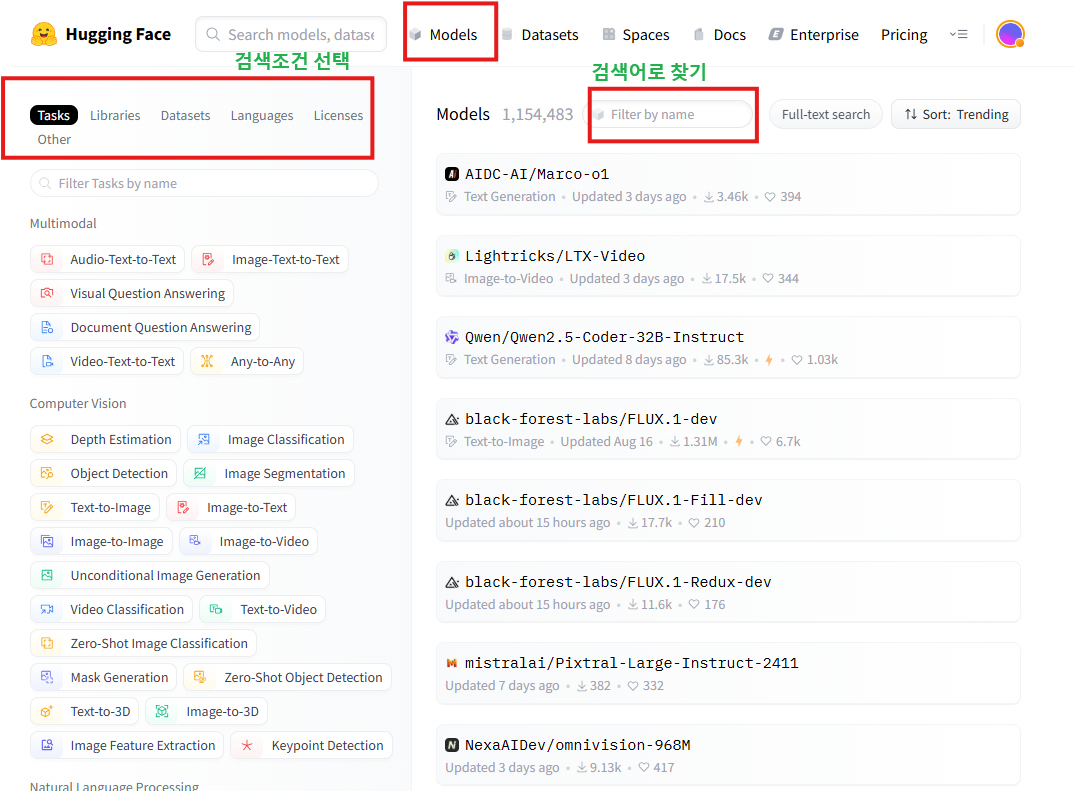 Hugging Face
Search models, datase
Models
Datasets
Spaces
Docs
Enterprise
Pricing
검색조건 선택
Tasks Libraries Datasets Languages Licenses
Other
Filter Tasks by name
Multimodal
Audio-Text-to-Text Image-Text-to-Text
Visual Question Answering
Document Question Answering
Video-Text-to-Text Any-to-Any
Computer Vision
Depth Estimation Image Classification
Object Detection Image Segmentation
Text-to-Image Image-to-Text
Image-to-Image Image-to-Video
Unconditional Image Generation
Video Classification Text-to-Video
Zero-Shot Image Classification
Mask Generation Zero-Shot Object Detection
Text-to-3D Image-to-3D
Image Feature Extraction Keypoint Detection
Natural Language Processing
검색어로 찾기
Models 1,154,483 Filter by name Full-text search Sort: Trending
AIDC-AI/Marco-o1
Text Generation • Updated 3 days ago • 3.46k • 394
Lightricks/LTX-Video
Image-to-Video • Updated 3 days ago • 17.5k • 344
Qwen/Qwen2.5-Coder-32B-Instruct
Text Generation • Updated 8 days ago • 85.3k • • 1.03k
black-forest-labs/FLUX.1-dev
Text-to-Image • Updated Aug 16 • 1.31M • • 6.7k
black-forest-labs/FLUX.1-Fill-dev
Updated about 15 hours ago • 17.7k • 210
black-forest-labs/FLUX.1-Redux-dev
Updated about 15 hours ago • 11.6k • 176
mistralai/Pixtral-Large-Instruct-2411
Updated 7 days ago • 382 • 332
NexaAIDev/omnivision-968M
Updated 3 days ago • 9.13k • 417